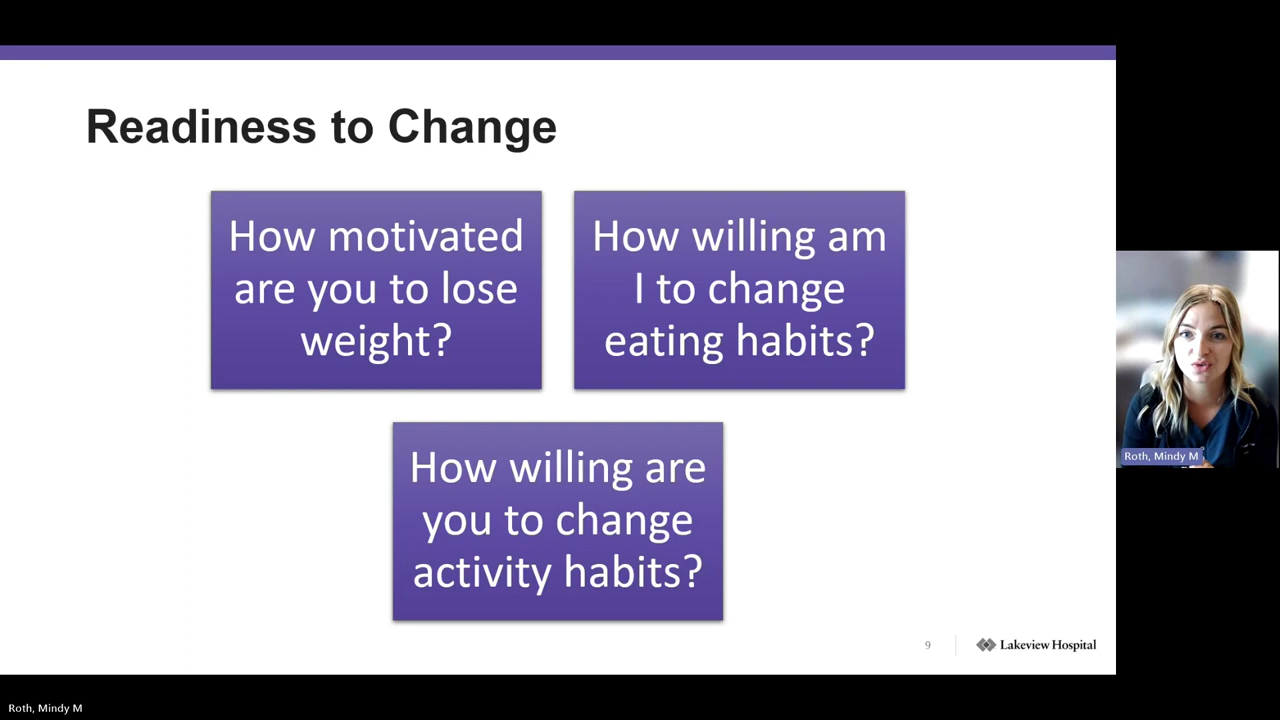 Readiness to Change
How motivated
are you to lose
weight?
How willing am
I to change
eating habits?
How willing are
you to change
activity habits?
9
Lakeview Hospital
Roth, Mindy M
Roth, Mindy M